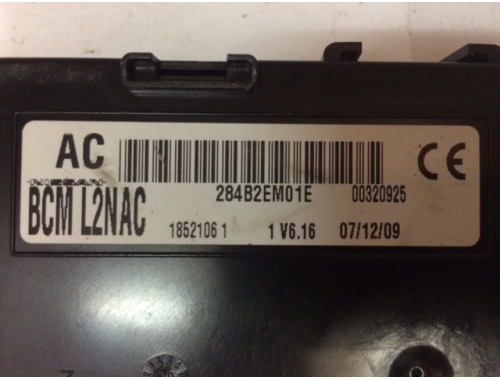 AC
CE
284B2EM01E 00320925
NISSAN
BCM L2NAC
1852106 1 1 V6.16 07/12/09